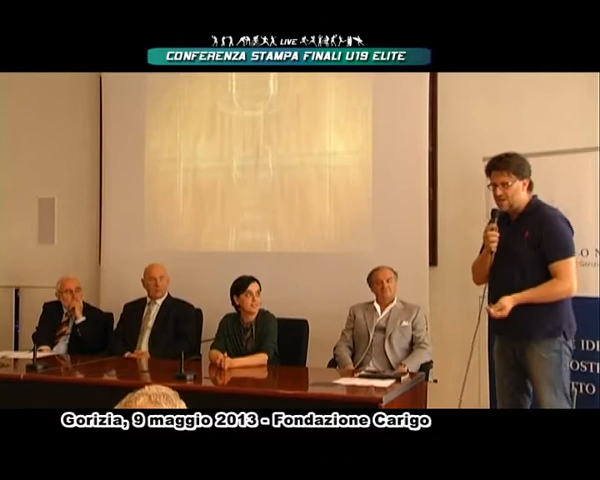 LIVE
CONFERENZA STAMPA FINALI U19 ELITE
Gorizia, 9 maggio 2013 - Fondazione Carigo